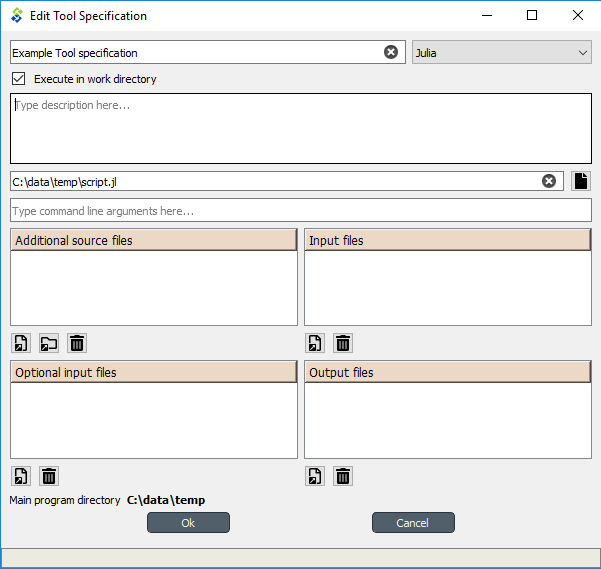 Edit Tool Specification
Example Tool specification
Julia
Execute in work directory
Type description here...
C:\data\temp\script.jl
Type command line arguments here...
Additional source files
Input files
Optional input files
Output files
Main program directory C:\data\temp
Ok
Cancel